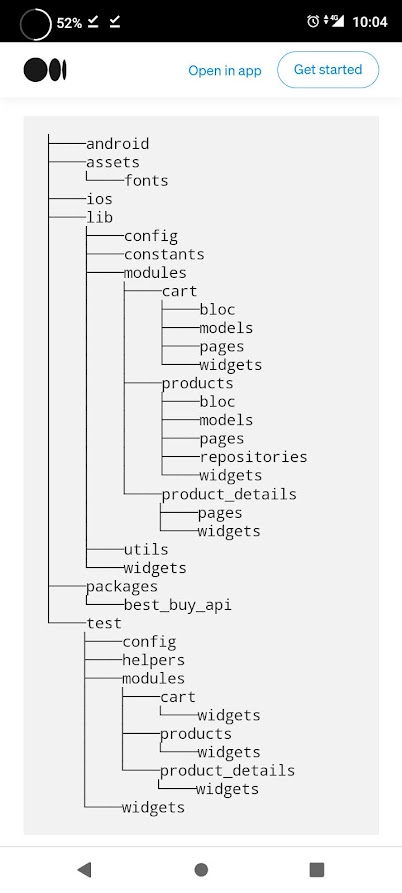 52% 4G 10:04
Open in app Get started
android
assets
fonts
ios
lib
config
constants
modules
cart
bloc
models
pages
widgets
products
bloc
models
pages
repositories
widgets
product_details
pages
widgets
utils
widgets
packages
best_buy_api
test
config
helpers
modules
cart
widgets
products
widgets
product_details
widgets
widgets